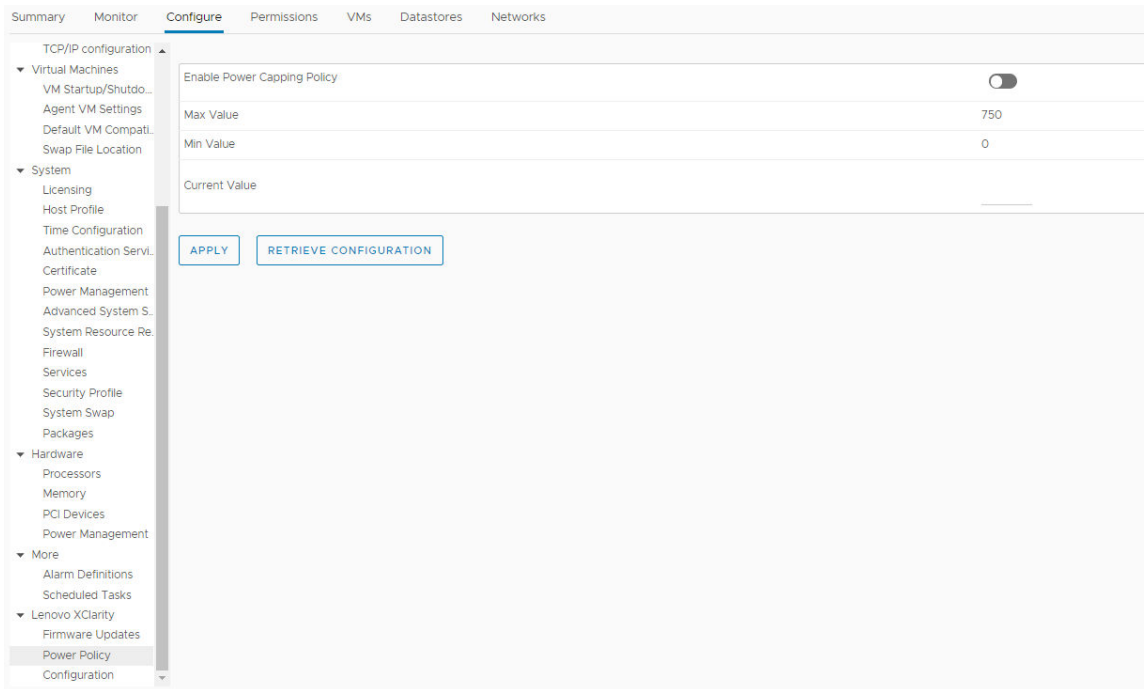 Summary Monitor Configure Permissions VMs Datastores Networks
TCP/IP configuration
Virtual Machines
VM Startup/Shutdo...
Agent VM Settings
Default VM Compati..
Swap File Location
System
Licensing
Host Profile
Time Configuration
Authentication Servi..
Certificate
Power Management
Advanced System S..
System Resource Re.
Firewall
Services
Security Profile
System Swap
Packages
Hardware
Processors
Memory
PCI Devices
Power Management
More
Alarm Definitions
Scheduled Tasks
Lenovo XClarity
Firmware Updates
Power Policy
Configuration
Enable Power Capping Policy
Max Value 750
Min Value 0
Current Value
APPLY RETRIEVE CONFIGURATION